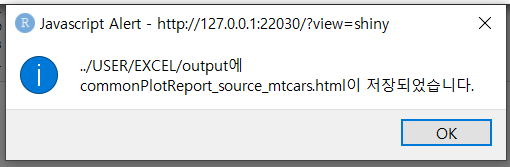 Javascript Alert - http://127.0.0.1:22030/?view=shiny
../USER/EXCEL/output에
commonPlotReport_source_mtcars.html이 저장되었습니다.
OK